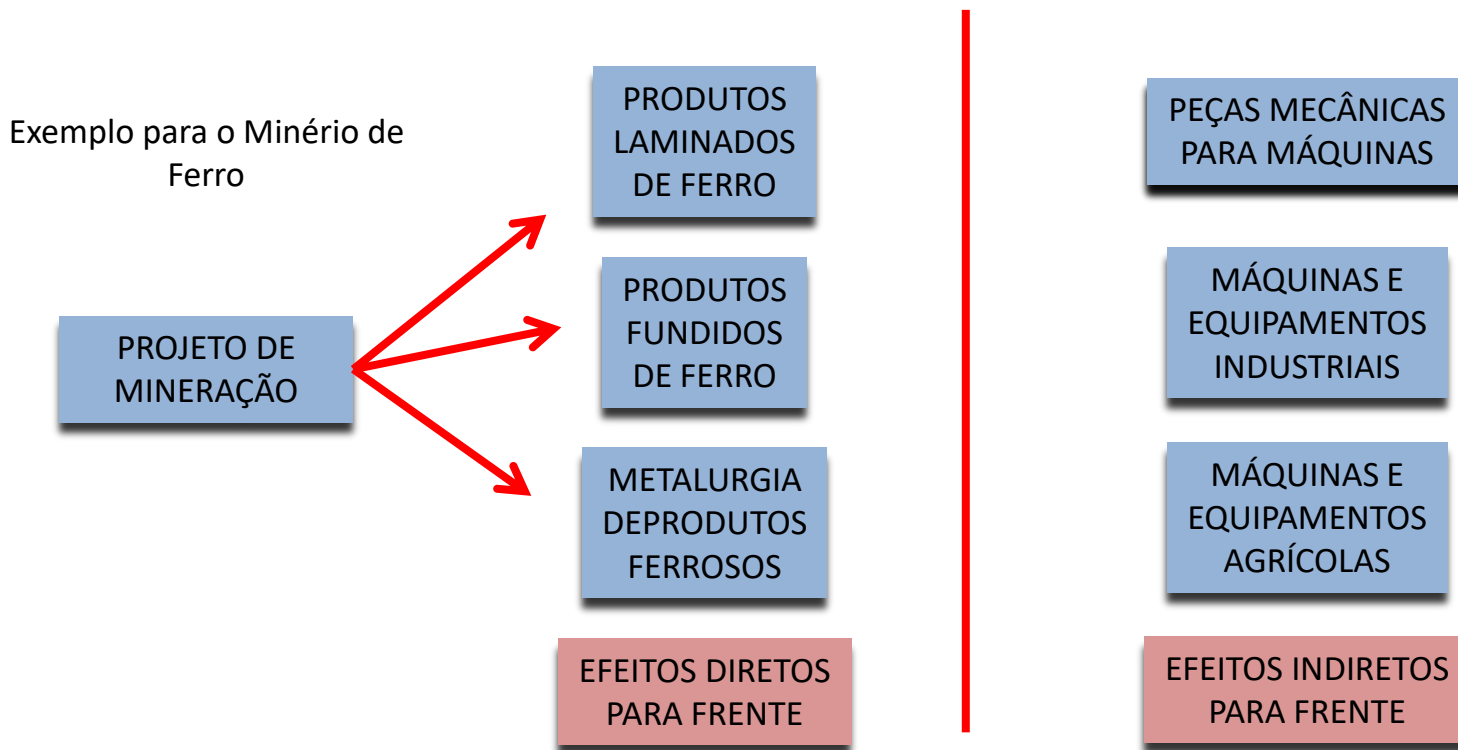 Exemplo para o Minério de
Ferro
PROJETO DE
MINERAÇÃO
PRODUTOS
LAMINADOS
DE FERRO
PRODUTOS
FUNDIDOS
DE FERRO
METALURGIA
DEPRODUTOS
FERROSOS
EFEITOS DIRETOS
PARA FRENTE
PEÇAS MECÂNICAS
PARA MÁQUINAS
MÁQUINAS E
EQUIPAMENTOS
INDUSTRIAIS
MÁQUINAS E
EQUIPAMENTOS
AGRÍCOLAS
EFEITOS INDIRETOS
PARA FRENTE